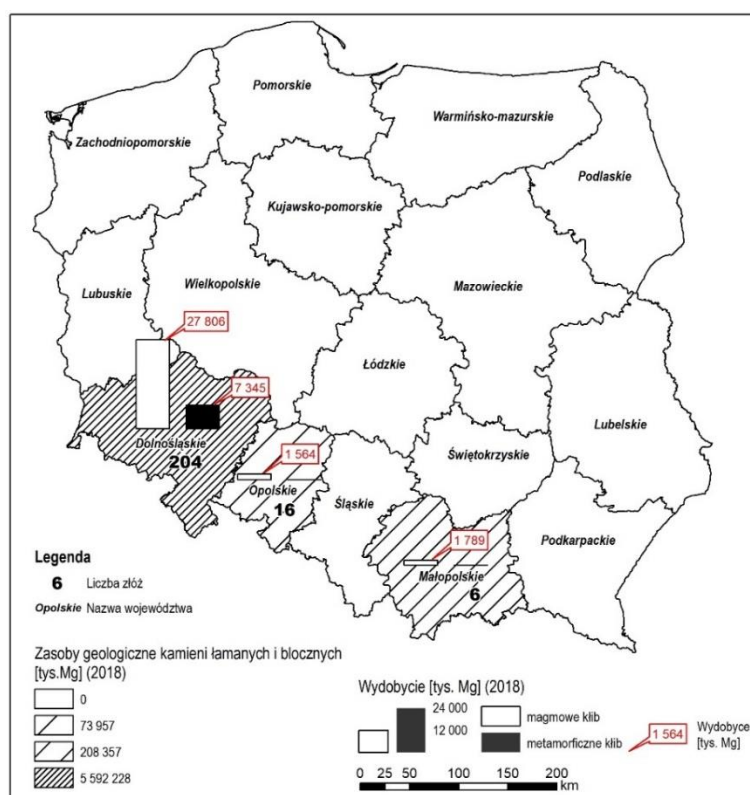 Pomorskie
Warmińsko-mazurskie
Zachodniopomorskie
Podlaskie
Kujawsko-pomorskie
Lubuskie
Wielkopolskie
Mazowieckie
27 806
Łódzkie
7 345
Lubelskie
Dolnośląskie
204
1 564
Świętokrzyskie
Opolskie
16
Śląskie
1 789
Podkarpackie
Małopolskie
6
Legenda
6 Liczba złóż
Opolskie Nazwa województwa
Zasoby geologiczne kamieni łamanych i blocznych
[tys.Mg] (2018)
0
73 957
208 357
5 592 228
Wydobycie [tys. Mg] (2018)
24 000
12 000
magmowe kłib
metamorficzne kłib
1 564
Wydobyce
[tys. Mg]
0 25 50 100 150 200
km